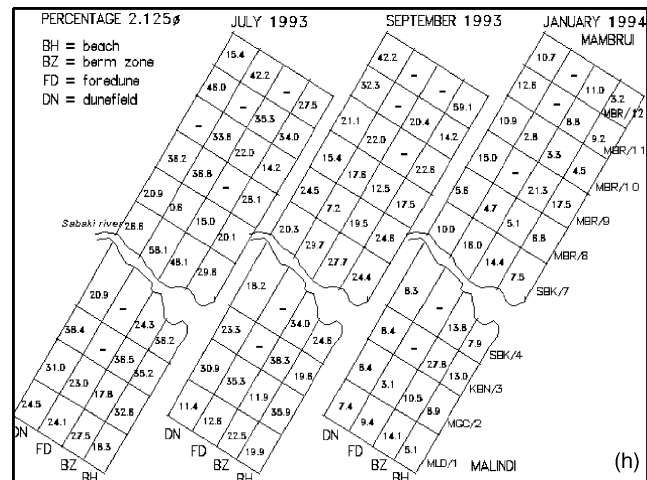 PERCENTAGE 2.125ø
BH = beach
BZ = berm zone
FD = foredune
DN = dunefield
JULY 1993
15.4 42.2 – 27.5
48.0 – 35.3 34.0
– 33.8 22.0 14.2
38.2 38.8 – 28.1
20.9 0.8 15.0 20.1
28.8 58.1 48.1 29.8
Sabaki river
20.9 – 24.3 38.2
38.4 – 38.5 35.2
31.0 23.0 17.8 32.8
24.5 24.1 27.5 18.3
DN FD BZ BH
SEPTEMBER 1993
42.2 – – 59.1
32.3 – 20.4 14.2
21.1 22.0 – 22.8
15.4 17.8 12.5 17.5
24.5 7.2 19.5 24.8
20.3 29.7 27.7 24.4
18.2 – 34.0 24.8
23.3 – 38.3 19.8
30.9 35.3 11.9 35.9
11.4 12.8 22.5 19.9
DN FD BZ BH
JANUARY 1994
MAMBRUI
10.7 – 11.0 3.2 MBR/12
12.8 – 8.8 9.2 MBR/11
10.9 2.8 3.3 4.5 MBR/10
15.0 – 21.3 17.5 MBR/9
5.8 4.7 5.1 8.8 MBR/8
10.0 18.0 14.4 7.5 SBK/7
8.3 – 13.8 7.9 SBK/4
8.4 – 27.8 13.0 KBN/3
8.4 3.1 10.5 8.9 MGC/2
7.4 9.4 14.1 5.1 MLD/1
DN FD BZ BH
MALINDI
(h)